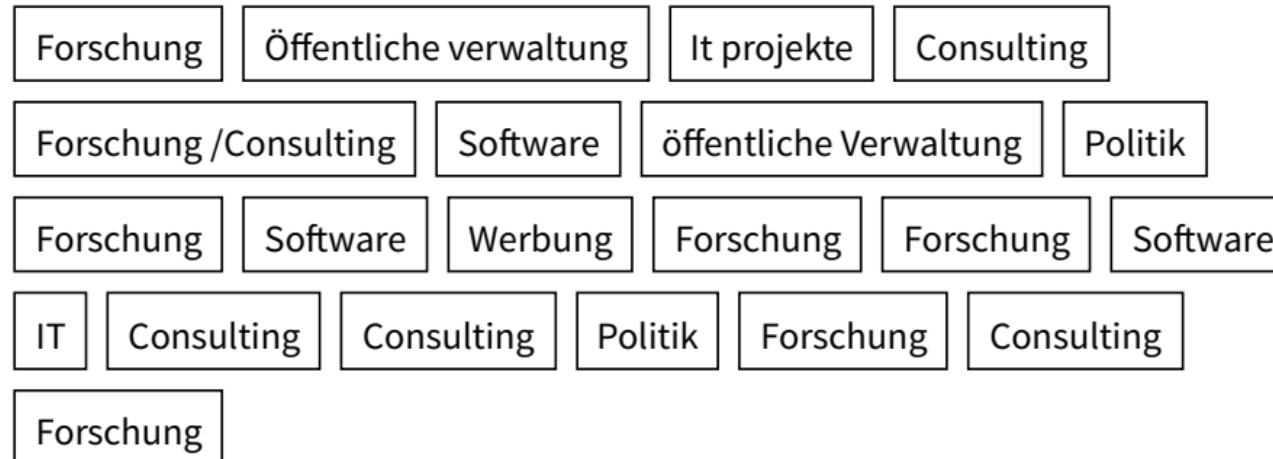 Forschung Öffentliche verwaltung It projekte Consulting
Forschung /Consulting Software öffentliche Verwaltung Politik
Forschung Software Werbung Forschung Forschung Software
IT Consulting Consulting Politik Forschung Consulting
Forschung